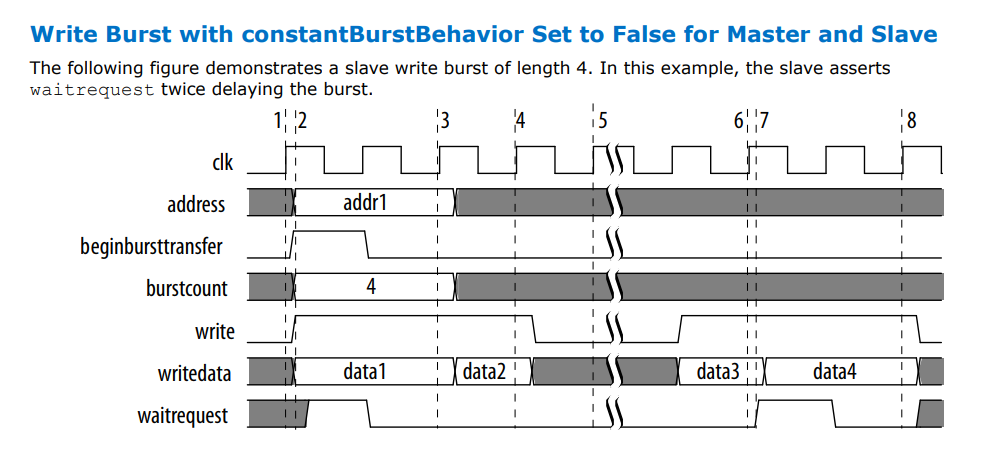 Write Burst with constantBurstBehavior Set to False for Master and Slave
The following figure demonstrates a slave write burst of length 4. In this example, the slave asserts
waitrequest twice delaying the burst.
1 2 3 4 5 6 7 8
clk
address addr1
beginbursttransfer
burstcount 4
write
writedata data1 data2 data3 data4
waitrequest